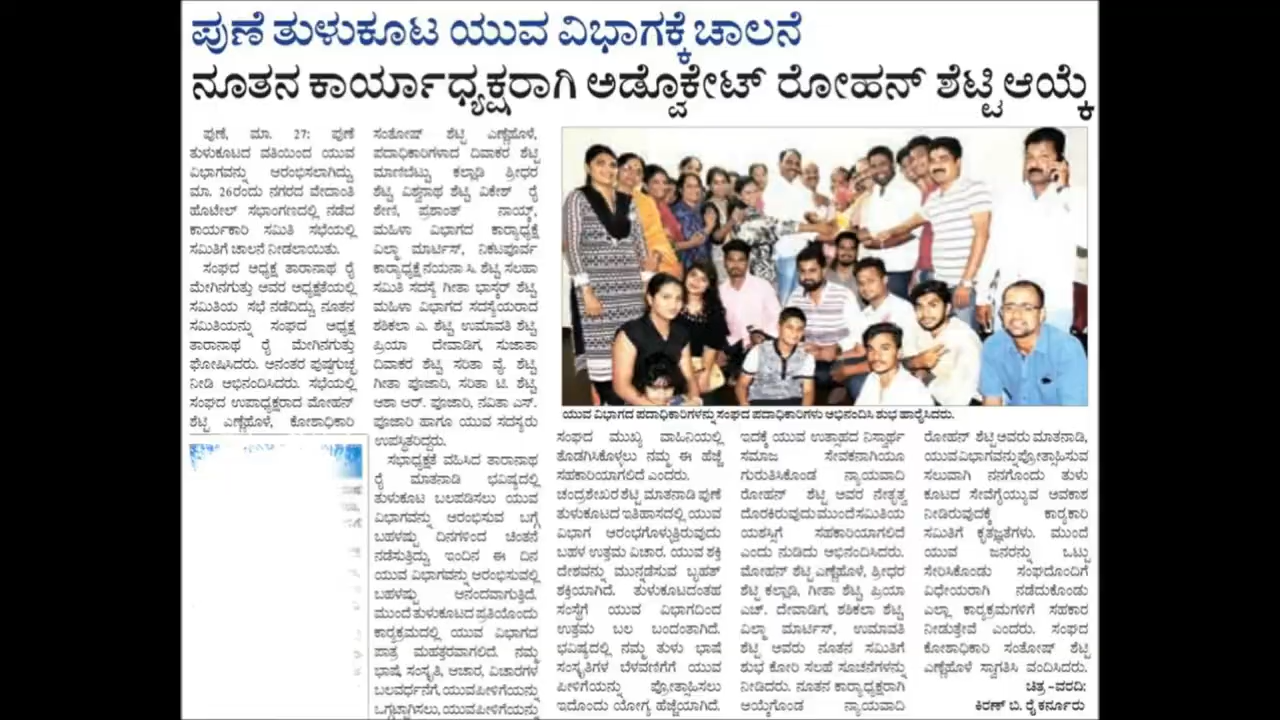 ಪುಣೆ ತುಳುಕೂಟ ಯುವ ವಿಭಾಗಕ್ಕೆ ಚಾಲನೆ
ನೂತನ ಕಾರ್ಯಾಧ್ಯಕ್ಷರಾಗಿ ಅಡ್ವೊಕೇಟ್ ರೋಹನ್ ಶೆಟ್ಟಿ ಆಯ್ಕೆ
ಪುಣೆ, ಮಾ. 27: ಪುಣೆ
ತುಳುಕೂಟದ ವತಿಯಿಂದ ಯುವ
ವಿಭಾಗವನ್ನು ಆರಂಭಿಸಲಾಗಿದ್ದು
ಮಾ. 26ರಂದು ನಗರದ ವೇದಾಂತಿ
ಹೊಟೇಲ್ ಸಭಾಂಗಣದಲ್ಲಿ ನಡೆದ
ಕಾರ್ಯಕಾರಿ ಸಮಿತಿ ಸಭೆಯಲ್ಲಿ
ಸಮಿತಿಗೆ ಚಾಲನೆ ನೀಡಲಾಯಿತು.
ಸಂಘದ ಅಧ್ಯಕ್ಷ ತಾರಾನಾಥ ರೈ
ಮೇಗಿನಗುತ್ತು ಅವರ ಅಧ್ಯಕ್ಷತೆಯಲ್ಲಿ
ಸಮಿತಿಯ ಸಭೆ ನಡೆದಿದ್ದು ನೂತನ
ಸಮಿತಿಯನ್ನು ಸಂಘದ ಅಧ್ಯಕ್ಷ
ತಾರಾನಾಥ ರೈ ಮೇಗಿನಗುತ್ತು
ಘೋಷಿಸಿದರು. ಅನಂತರ ಪುಷ್ಪಗುಚ್ಛ
ನೀಡಿ ಅಭಿನಂದಿಸಿದರು. ಸಭೆಯಲ್ಲಿ
ಸಂಘದ ಉಪಾಧ್ಯಕ್ಷರಾದ ಮೋಹನ್
ಶೆಟ್ಟಿ ಎಣ್ಣೆಹೊಳೆ, ಕೋಶಾಧಿಕಾರಿ
ಸಂತೋಷ್ ಶೆಟ್ಟಿ ಎಣ್ಣೆಹೊಳೆ,
ಪದಾಧಿಕಾರಿಗಳಾದ ದಿವಾಕರ ಶೆಟ್ಟಿ
ಮಾಣಿಬೆಟ್ಟು ಕಲ್ಲಾಡಿ ಶ್ರೀಧರ
ಶೆಟ್ಟಿ ವಿಶ್ವನಾಥ ಶೆಟ್ಟಿ ವಿಕೇಶ್ ರೈ
ಶೇಣಿ, ಪ್ರಶಾಂತ್ ನಾಯ್ಕ್,
ಮಹಿಳಾ ವಿಭಾಗದ ಕಾರ‍್ಯಾಧ್ಯಕ್ಷೆ
ವಿಲ್ಮಾ ಮಾರ್ಟಿಸ್, ನಿಕಟಪೂರ್ವ
ಕಾರ‍್ಯಾಧ್ಯಕ್ಷೆ ನಯನಾ ಸಿ. ಶೆಟ್ಟಿ ಸಲಹಾ
ಸಮಿತಿ ಸದಸ್ಯೆ ಗೀತಾ ಭಾಸ್ಕರ್ ಶೆಟ್ಟಿ
ಮಹಿಳಾ ವಿಭಾಗದ ಸದಸ್ಯೆಯರಾದ
ಶಶಿಕಲಾ ಎ. ಶೆಟ್ಟಿ ಉಮಾವತಿ ಶೆಟ್ಟಿ
ಪ್ರಿಯಾ ದೇವಾಡಿಗ, ಸುಜಾತಾ
ದಿವಾಕರ ಶೆಟ್ಟಿ, ಸರಿತಾ ವೈ. ಶೆಟ್ಟಿ
ಗೀತಾ ಪೂಜಾರಿ, ಸರಿತಾ ಟಿ. ಶೆಟ್ಟಿ
ಆಶಾ ಆರ್. ಪೂಜಾರಿ, ನವಿತಾ ಎಸ್.
ಪೂಜಾರಿ ಹಾಗೂ ಯುವ ಸದಸ್ಯರು
ಉಪಸ್ಥಿತರಿದ್ದರು.
ಸಭಾಧ್ಯಕ್ಷತೆ ವಹಿಸಿದ ತಾರಾನಾಥ
ರೈ ಮಾತನಾಡಿ ಭವಿಷ್ಯದಲ್ಲಿ
ತುಳುಕೂಟ ಬಲಪಡಿಸಲು ಯುವ
ವಿಭಾಗವನ್ನು ಆರಂಭಿಸುವ ಬಗ್ಗೆ
ಬಹಳಷ್ಟು ದಿನಗಳಿಂದ ಚಿಂತನೆ
ನಡೆಸುತ್ತಿದ್ದು, ಇಂದಿನ ಈ ದಿನ
ಯುವ ವಿಭಾಗವನ್ನು ಆರಂಭಿಸುವಲ್ಲಿ
ಬಹಳಷ್ಟು ಆನಂದವಾಗುತ್ತಿದೆ.
ಮುಂದೆ ತುಳುಕೂಟದ ಪ್ರತಿಯೊಂದು
ಕಾರ‍್ಯಕ್ರಮದಲ್ಲಿ ಯುವ ವಿಭಾಗದ
ಪಾತ್ರ ಮಹತ್ತರವಾಗಲಿದೆ. ನಮ್ಮ
ಭಾಷೆ, ಸಂಸ್ಕೃತಿ, ಆಚಾರ, ವಿಚಾರಗಳ
ಬಲವರ್ಧನೆಗೆ, ಯುವಪೀಳಿಗೆಯನ್ನು
ಒಗ್ಗಟ್ಟಾಗಿಸಲು, ಯುವಪೀಳಿಗೆಯನ್ನು
ಯುವ ವಿಭಾಗದ ಪದಾಧಿಕಾರಿಗಳನ್ನು ಸಂಘದ ಪದಾಧಿಕಾರಿಗಳು ಅಭಿನಂದಿಸಿ ಶುಭ ಹಾರೈಸಿದರು.
ಸಂಘದ ಮುಖ್ಯ ವಾಹಿನಿಯಲ್ಲಿ
ತೊಡಗಿಸಿಕೊಳ್ಳಲು ನಮ್ಮ ಈ ಹೆಜ್ಜೆ
ಸಹಕಾರಿಯಾಗಲಿದೆ ಎಂದರು.
ಚಂದ್ರಶೇಖರ ಶೆಟ್ಟಿ ಮಾತನಾಡಿ ಪುಣೆ
ತುಳುಕೂಟದ ಇತಿಹಾಸದಲ್ಲಿ ಯುವ
ವಿಭಾಗ ಆರಂಭಗೊಳ್ಳುತ್ತಿರುವುದು
ಬಹಳ ಉತ್ತಮ ವಿಚಾರ. ಯುವ ಶಕ್ತಿ
ದೇಶವನ್ನು ಮುನ್ನಡೆಸುವ ಬೃಹತ್
ಶಕ್ತಿಯಾಗಿದೆ. ತುಳುಕೂಟದಂತಹ
ಸಂಸ್ಥೆಗೆ ಯುವ ವಿಭಾಗದಿಂದ
ಉತ್ತಮ ಬಲ ಬಂದಂತಾಗಿದೆ.
ಭವಿಷ್ಯದಲ್ಲಿ ನಮ್ಮ ತುಳು ಭಾಷೆ
ಸಂಸ್ಕೃತಿಗಳ ಬೆಳವಣಿಗೆಗೆ ಯುವ
ಪೀಳಿಗೆಯನ್ನು ಪ್ರೋತ್ಸಾಹಿಸಲು
ಇದೊಂದು ಯೋಗ್ಯ ಹೆಜ್ಜೆಯಾಗಿದೆ.
ಇದಕ್ಕೆ ಯುವ ಉತ್ಸಾಹದ ನಿಸ್ವಾರ್ಥ
ಸಮಾಜ ಸೇವಕನಾಗಿಯೂ
ಗುರುತಿಸಿಕೊಂಡ ನ್ಯಾಯವಾದಿ
ರೋಹನ್ ಶೆಟ್ಟಿ ಅವರ ನೇತೃತ್ವ
ದೊರಕಿರುವುದು ಮುಂದೆ ಸಮಿತಿಯ
ಯಶಸ್ಸಿಗೆ ಸಹಕಾರಿಯಾಗಲಿದೆ
ಎಂದು ನುಡಿದು ಅಭಿನಂದಿಸಿದರು.
ಮೋಹನ್ ಶೆಟ್ಟಿ ಎಣ್ಣೆಹೊಳೆ, ಶ್ರೀಧರ
ಶೆಟ್ಟಿ ಕಲ್ಲಾಡಿ, ಗೀತಾ ಶೆಟ್ಟಿ, ಪ್ರಿಯಾ
ಎಚ್. ದೇವಾಡಿಗ, ಶಶಿಕಲಾ ಶೆಟ್ಟಿ,
ವಿಲ್ಮಾ ಮಾರ್ಟಿಸ್, ಉಮಾವತಿ
ಶೆಟ್ಟಿ ಅವರು ನೂತನ ಸಮಿತಿಗೆ
ಶುಭ ಕೋರಿ ಸಲಹೆ ಸೂಚನೆಗಳನ್ನು
ನೀಡಿದರು. ನೂತನ ಕಾರ‍್ಯಾಧ್ಯಕ್ಷರಾಗಿ
ಆಯ್ಕೆಗೊಂಡ ನ್ಯಾಯವಾದಿ
ರೋಹನ್ ಶೆಟ್ಟಿ ಅವರು ಮಾತನಾಡಿ,
ಯುವ ವಿಭಾಗವನ್ನು ಪ್ರೋತ್ಸಾಹಿಸುವ
ಸಲುವಾಗಿ ನನಗೊಂದು ತುಳು
ಕೂಟದ ಸೇವೆಗೈಯ್ಯುವ ಅವಕಾಶ
ನೀಡಿರುವುದಕ್ಕೆ ಕಾರ‍್ಯಕಾರಿ
ಸಮಿತಿಗೆ ಕೃತಜ್ಞತೆಗಳು. ಮುಂದೆ
ಯುವ ಜನರನ್ನು ಒಟ್ಟು
ಸೇರಿಸಿಕೊಂಡು ಸಂಘದೊಂದಿಗೆ
ವಿಧೇಯರಾಗಿ ನಡೆದುಕೊಂಡು
ಎಲ್ಲಾ ಕಾರ‍್ಯಕ್ರಮಗಳಿಗೆ ಸಹಕಾರ
ನೀಡುತ್ತೇವೆ ಎಂದರು. ಸಂಘದ
ಕೋಶಾಧಿಕಾರಿ ಸಂತೋಷ್ ಶೆಟ್ಟಿ
ಎಣ್ಣೆಹೊಳೆ ಸ್ವಾಗತಿಸಿ ವಂದಿಸಿದರು.
ಚಿತ್ರ -ವರದಿ:
ಕಿರಣ್ ಬಿ. ರೈ ಕರ್ನೂರು